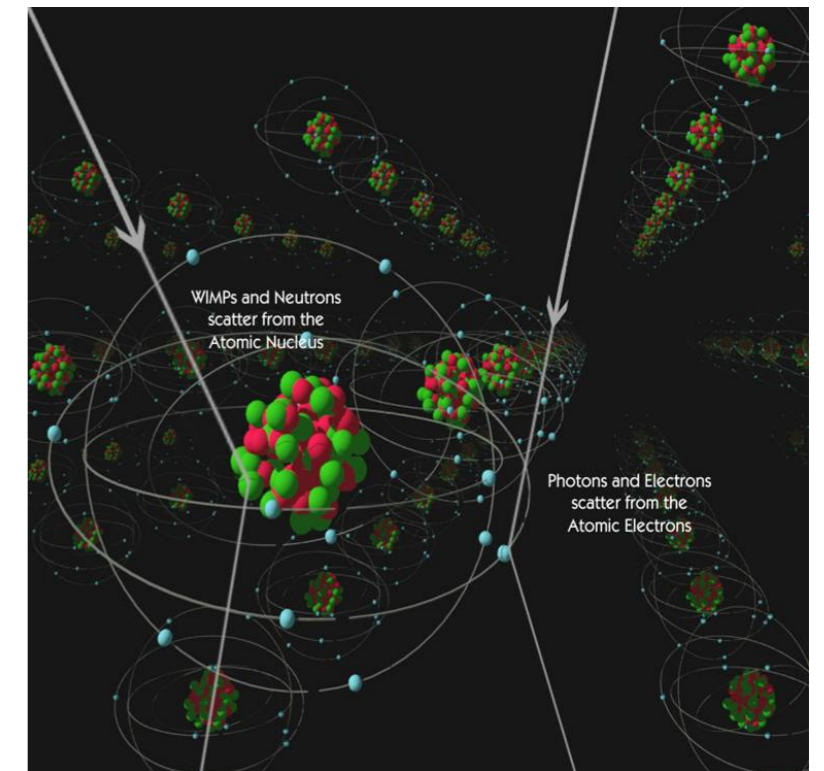 WIMPs and Neutrons
scatter from the
Atomic Nucleus
Photons and Electrons
scatter from the
Atomic Electrons